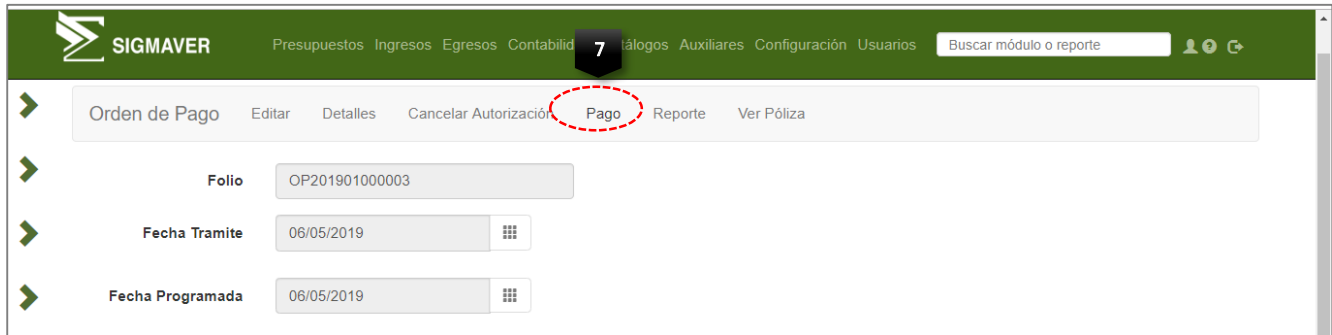 SIGMAVER Presupuestos Ingresos Egresos Contabilid tálogos Auxiliares Configuración Usuarios Buscar módulo o reporte
7
Orden de Pago Editar Detalles Cancelar Autorización Pago Reporte Ver Póliza
Folio OP201901000003
Fecha Tramite 06/05/2019
Fecha Programada 06/05/2019